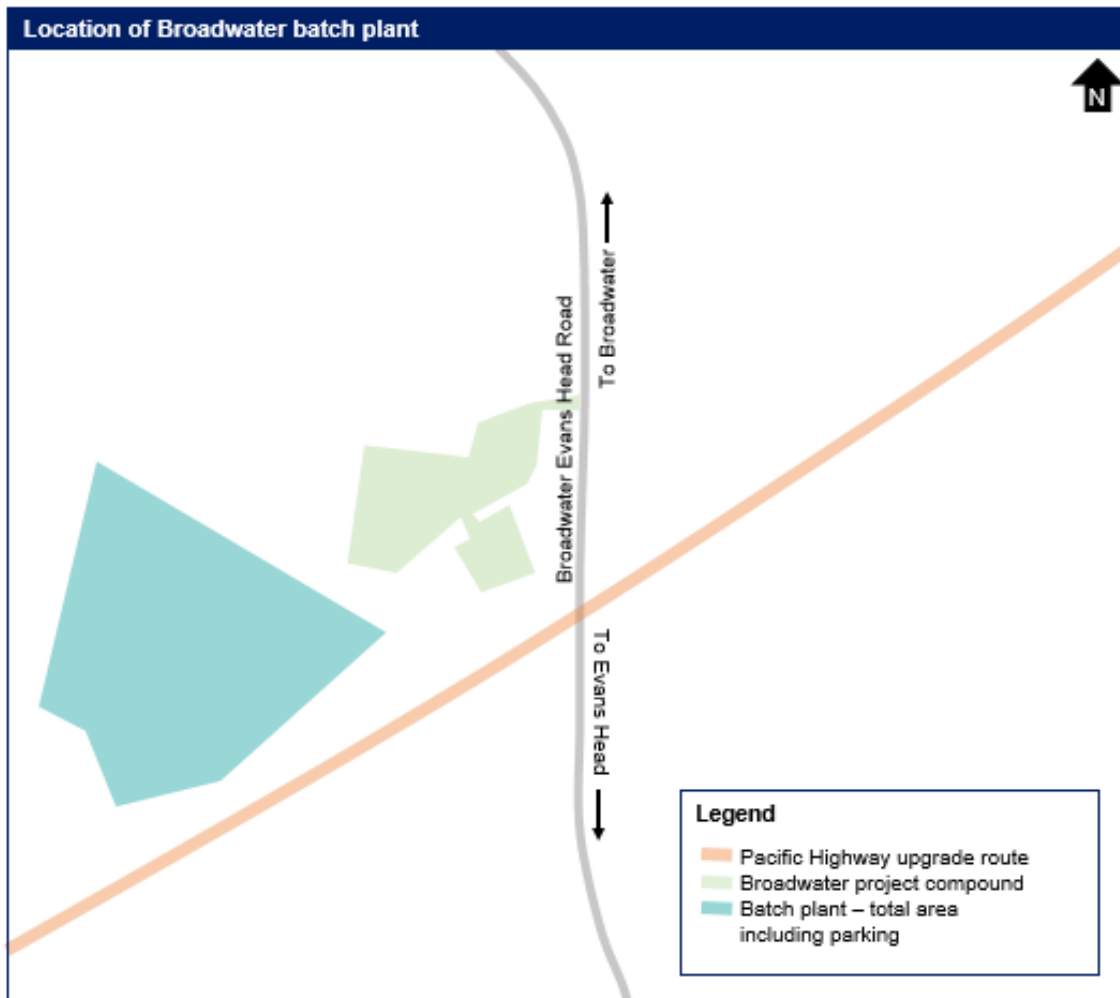 Location of Broadwater batch plant
N
To Broadwater
Broadwater Evans Head Road
To Evans Head
Legend
Pacific Highway upgrade route
Broadwater project compound
Batch plant – total area
including parking